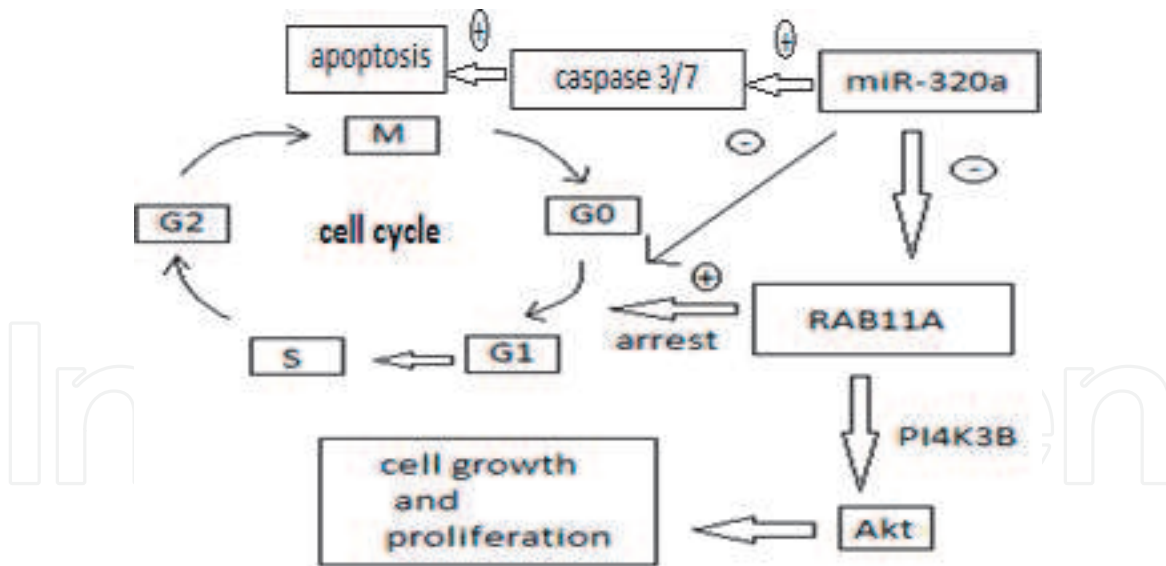 apoptosis
+
caspase 3/7
+
miR-320a
M
-
-
G2
cell cycle
G0
+
RAB11A
arrest
S
G1
PI4K3B
cell growth
and
proliferation
Akt